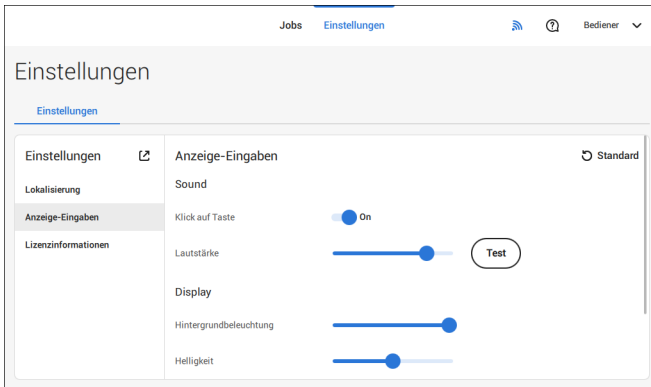 Jobs Einstellungen Bediener
Einstellungen
Einstellungen
Einstellungen
Lokalisierung
Anzeige-Eingaben
Lizenzinformationen
Anzeige-Eingaben Standard
Sound
Klick auf Taste On
Lautstärke Test
Display
Hintergrundbeleuchtung
Helligkeit